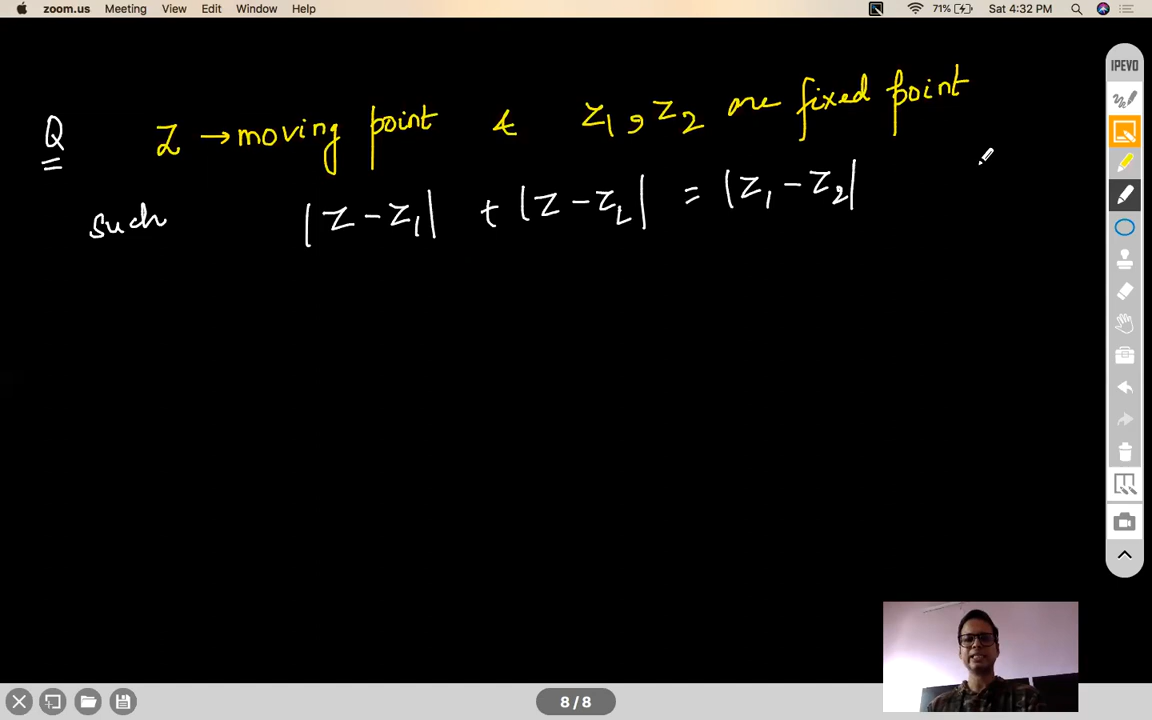 zoom.us Meeting View Edit Window Help 71% Sat 4:32 PM
IPEVO
Q Z → moving point & z1, z2 are fixed point
such |z - z1| + |z - z2| = |z1 - z2|
8/8